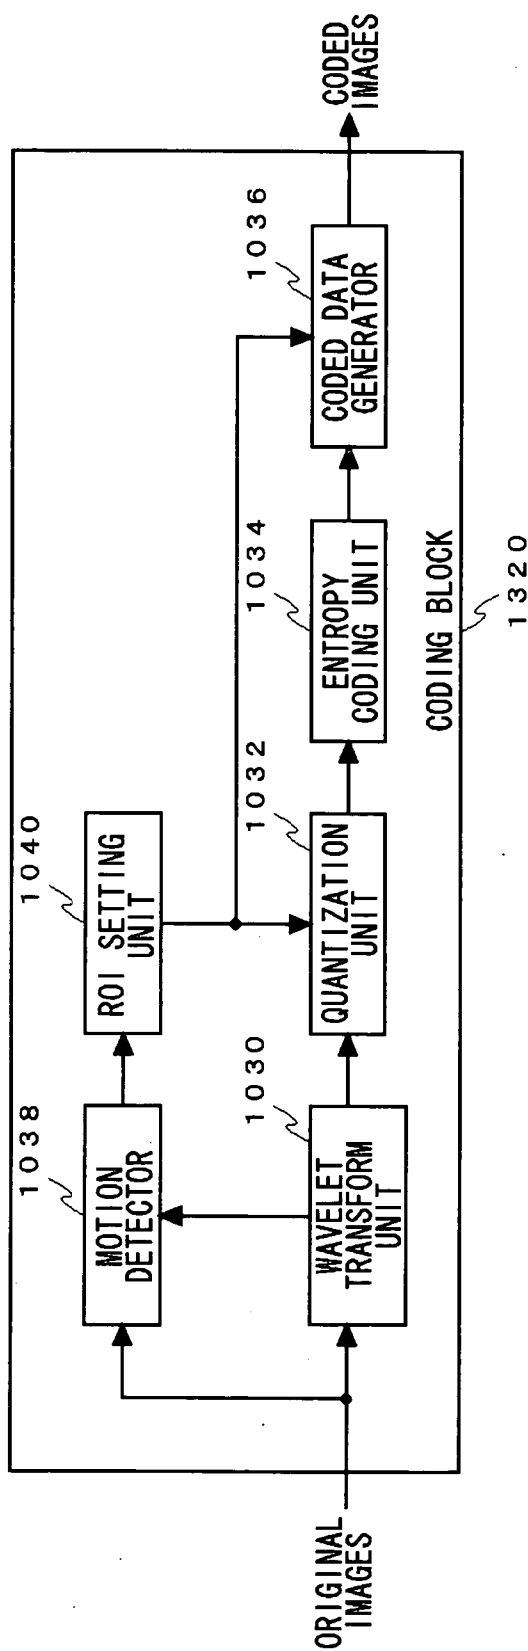 ORIGINAL
IMAGES
1038
MOTION
DETECTOR
1040
ROI SETTING
UNIT
1030
WAVELET
TRANSFORM
UNIT
1032
QUANTIZATION
UNIT
1034
ENTROPY
CODING UNIT
1036
CODED DATA
GENERATOR
CODED
IMAGES
CODING BLOCK
1320